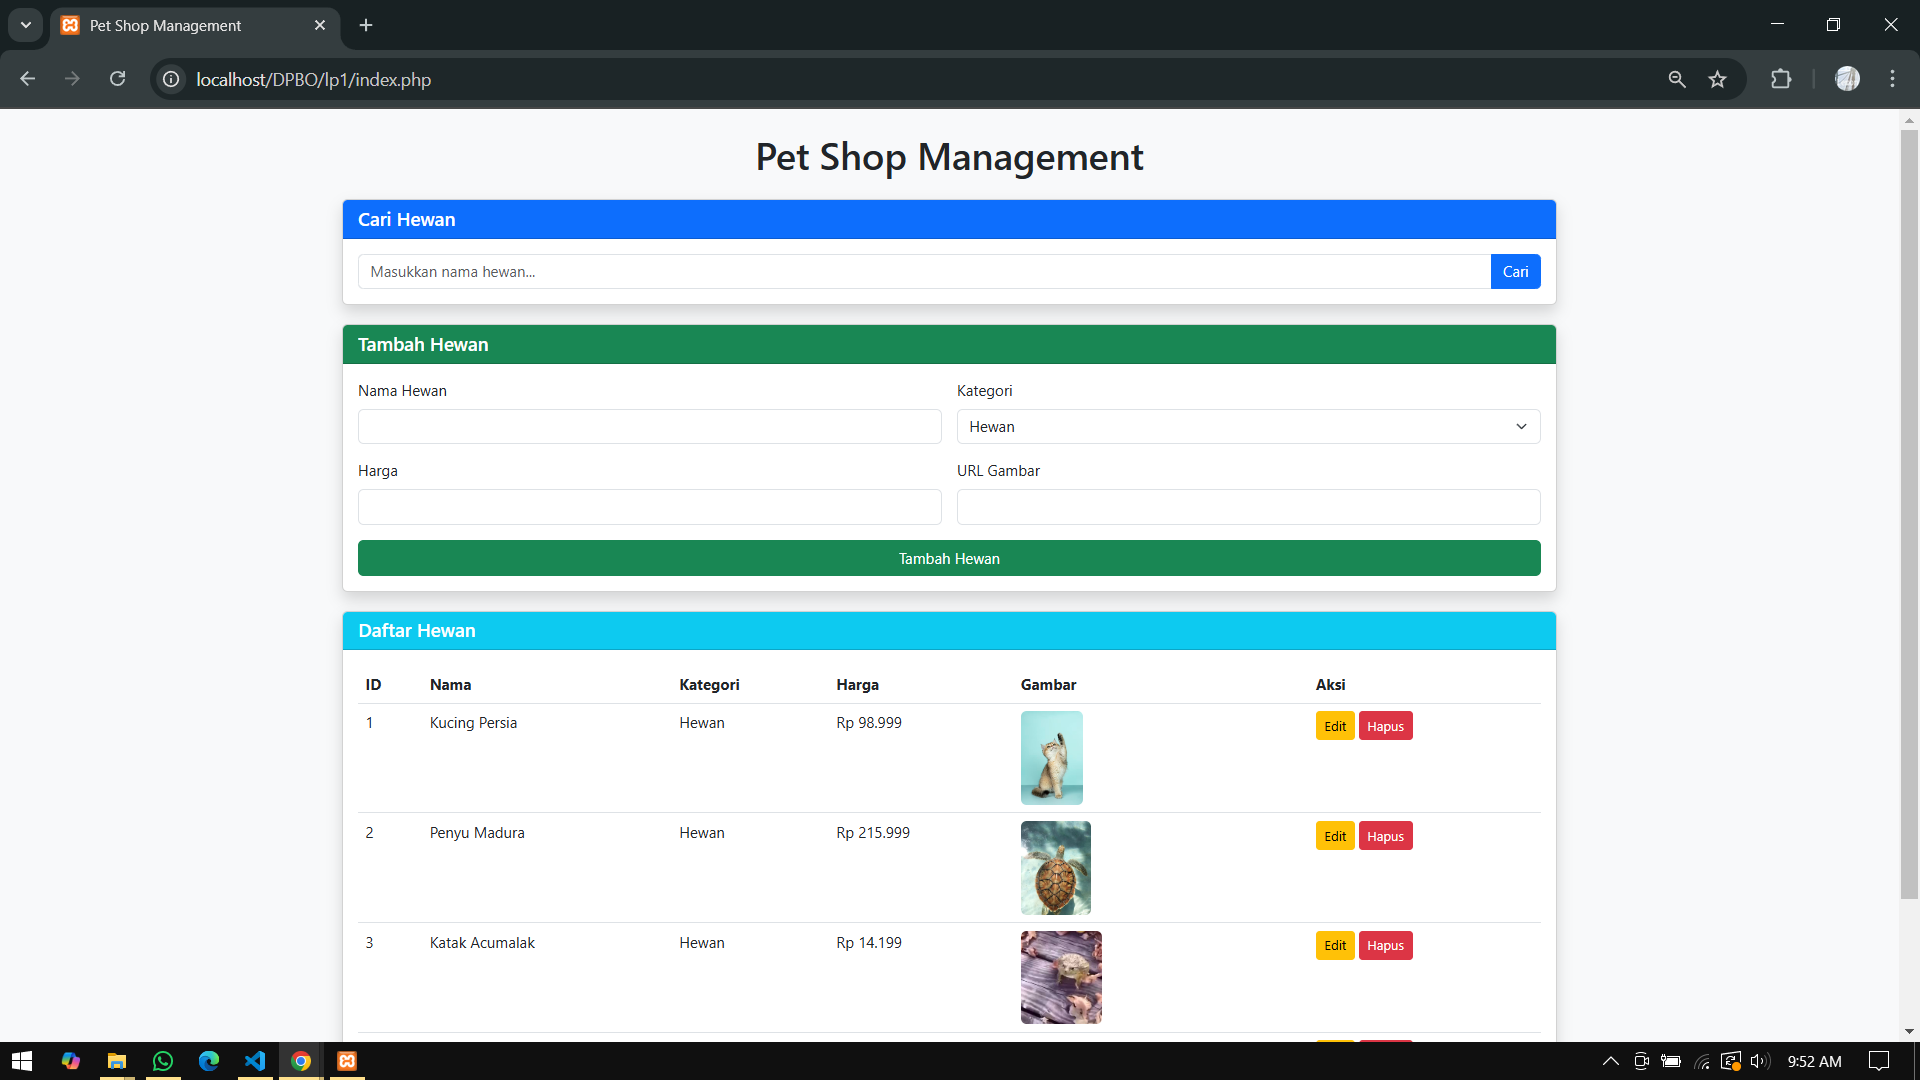 Pet Shop Management
localhost/DPBO/lp1/index.php
Pet Shop Management
Cari Hewan
Masukkan nama hewan...
Cari
Tambah Hewan
Nama Hewan
Kategori
Hewan
Harga
URL Gambar
Tambah Hewan
Daftar Hewan
ID Nama Kategori Harga Gambar Aksi
1 Kucing Persia Hewan Rp 98.999 Edit Hapus
2 Penyu Madura Hewan Rp 215.999 Edit Hapus
3 Katak Acumalak Hewan Rp 14.199 Edit Hapus
9:52 AM